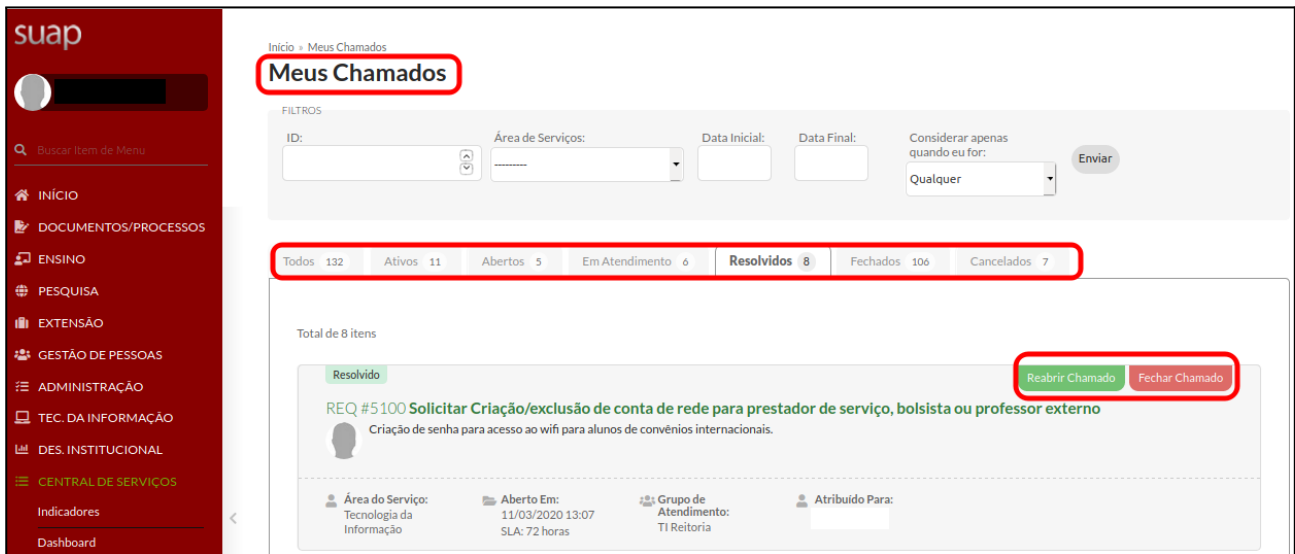 suap
Buscar Item de Menu
INÍCIO
DOCUMENTOS/PROCESSOS
ENSINO
PESQUISA
EXTENSÃO
GESTÃO DE PESSOAS
ADMINISTRAÇÃO
TEC. DA INFORMAÇÃO
DES. INSTITUCIONAL
CENTRAL DE SERVIÇOS
Indicadores
Dashboard
Início » Meus Chamados
Meus Chamados
FILTROS
ID:
Área de Serviços:
Data Inicial:
Data Final:
Considerar apenas
quando eu for:
---------
Qualquer
Enviar
Todos 132 Ativos 11 Abertos 5 Em Atendimento 6 Resolvidos 8 Fechados 106 Cancelados 7
Total de 8 itens
Resolvido
Reabrir Chamado Fechar Chamado
REQ #5100 Solicitar Criação/exclusão de conta de rede para prestador de serviço, bolsista ou professor externo
Criação de senha para acesso ao wifi para alunos de convênios internacionais.
Área do Serviço:
Tecnologia da
Informação
Aberto Em:
11/03/2020 13:07
SLA: 72 horas
Grupo de
Atendimento:
TI Reitoria
Atribuído Para: